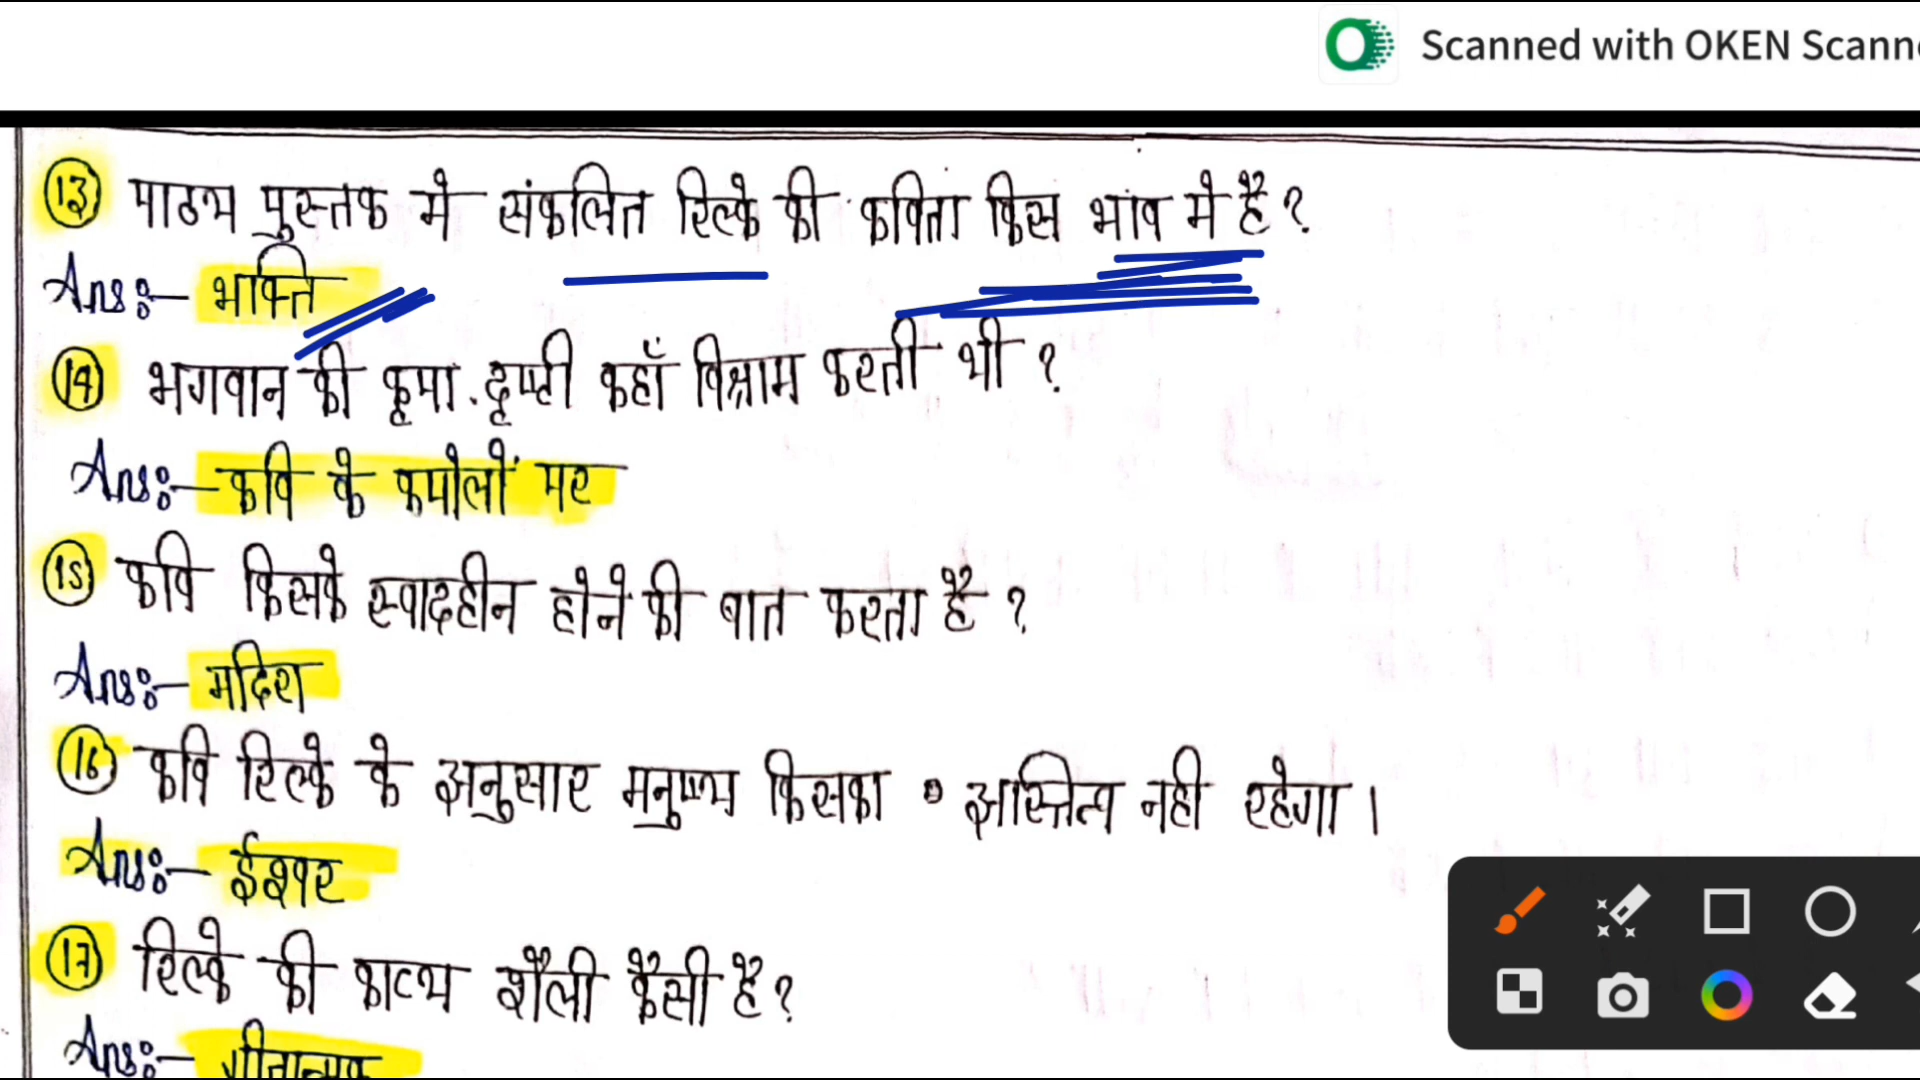 Scanned with OKEN Scann
13 पाठ्य पुस्तक मे संकलित रिल्के की कविता किस भाव मे है ?
Ans:- भक्ति
14 भगवान की कृपा दृष्टी कहाँ विश्राम करती थी ?
Ans:- कवि के कपोलों पर
15 कवि किसके स्वादहीन होने की बात करता है ?
Ans:- मदिरा
16 कवि रिल्के के अनुसार मनुष्य किसका अस्तित्व नही रहेगा ।
Ans:- ईश्वर
17 रिल्के की काव्य शैली कैसी है ?
Ans:- गीतात्मक